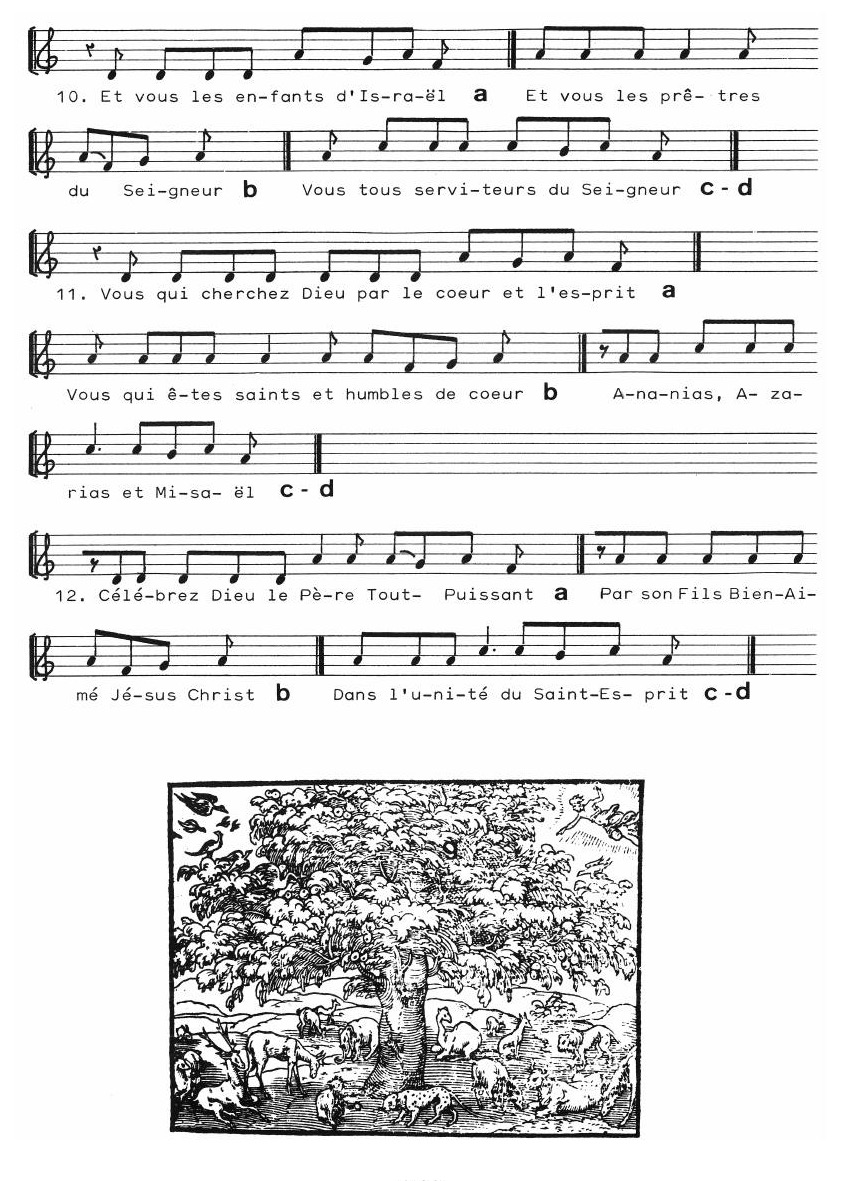 10. Et vous les en-fants d'Is-ra-ël a Et vous les prê- tres
du Sei-gneur b Vous tous servi-teurs du Sei-gneur c - d
11. Vous qui cherchez Dieu par le coeur et l'es-prit a
Vous qui ê-tes saints et humbles de coeur b A-na-nias, A- za-
rias et Mi-sa- ël c - d
12. Célé-brez Dieu le Pè-re Tout- Puissant a Par son Fils Bien-Ai-
mé Jé-sus Christ b Dans l'u-ni-té du Saint-Es- prit c - d